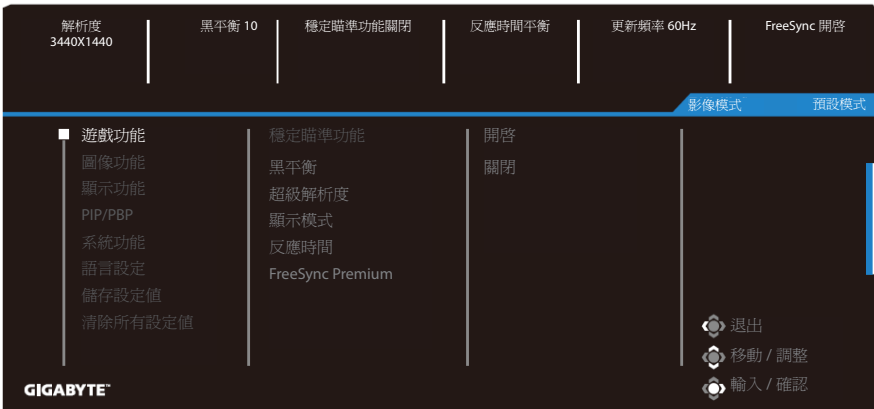 解析度
3440X1440
黑平衡 10
穩定瞄準功能關閉
反應時間平衡
更新頻率 60Hz
FreeSync 開啓
影像模式
預設模式
遊戲功能
圖像功能
顯示功能
PIP/PBP
系統功能
語言設定
儲存設定值
清除所有設定值
穩定瞄準功能
黑平衡
超級解析度
顯示模式
反應時間
FreeSync Premium
開啓
關閉
退出
移動 / 調整
輸入 / 確認
GIGABYTE™